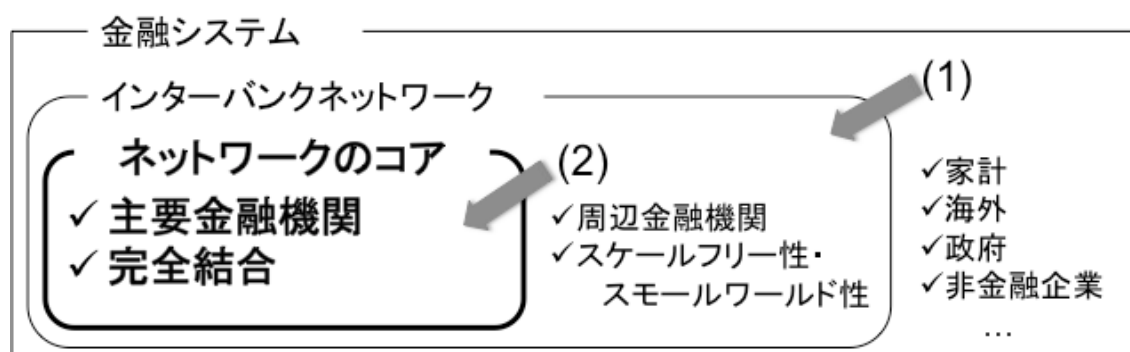 金融システム
インターバンクネットワーク
(1)
ネットワークのコア
(2)
✓ 主要金融機関
✓ 完全結合
✓周辺金融機関
✓スケールフリー性・
スモールワールド性
✓家計
✓海外
✓政府
✓非金融企業
…